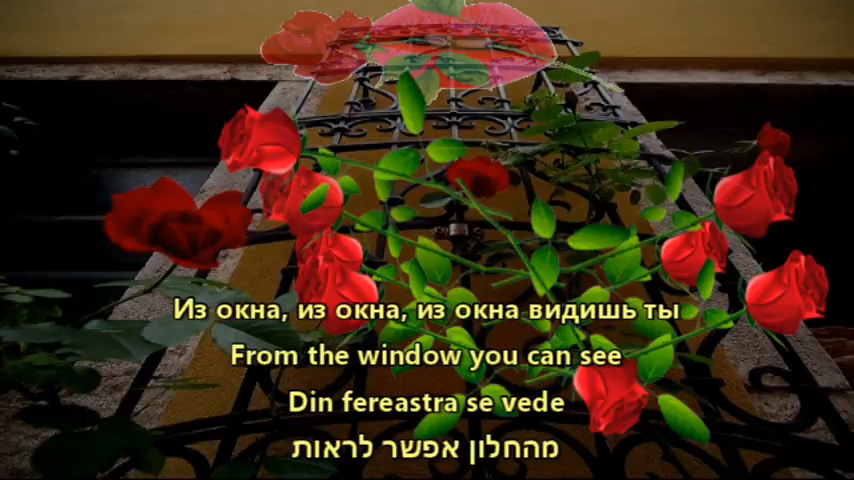 Из окна, из окна, из окна видишь ты
From the window you can see
Din fereastra se vede
מהחלון אפשר לראות